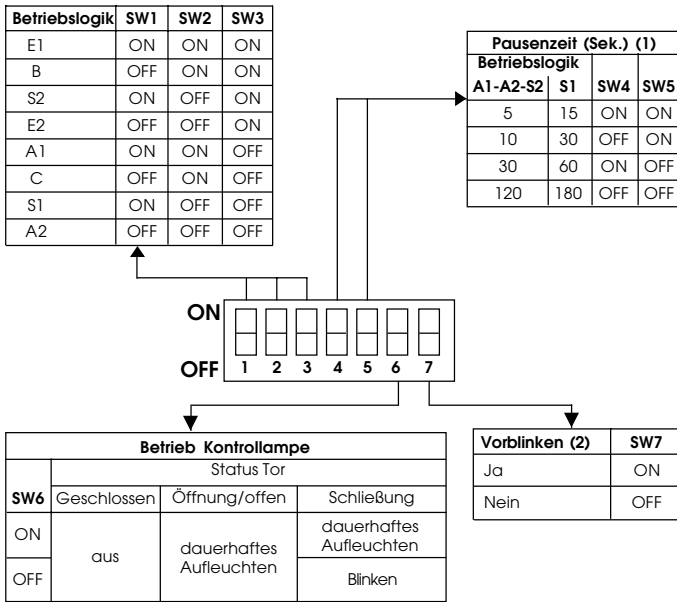 Betriebslogik SW1 SW2 SW3
E1 ON ON ON
B OFF ON ON
S2 ON OFF ON
E2 OFF OFF ON
A1 ON ON OFF
C OFF ON OFF
S1 ON OFF OFF
A2 OFF OFF OFF
Pausenzeit (Sek.) (1)
Betriebslogik
A1-A2-S2 S1 SW4 SW5
5 15 ON ON
10 30 OFF ON
30 60 ON OFF
120 180 OFF OFF
ON
OFF
1 2 3 4 5 6 7
Betrieb Kontrollampe
Status Tor
SW6 Geschlossen Öffnung/offen Schließung
ON aus dauerhaftes Aufleuchten dauerhaftes Aufleuchten
OFF Blinken
Vorblinken (2) SW7
Ja ON
Nein OFF